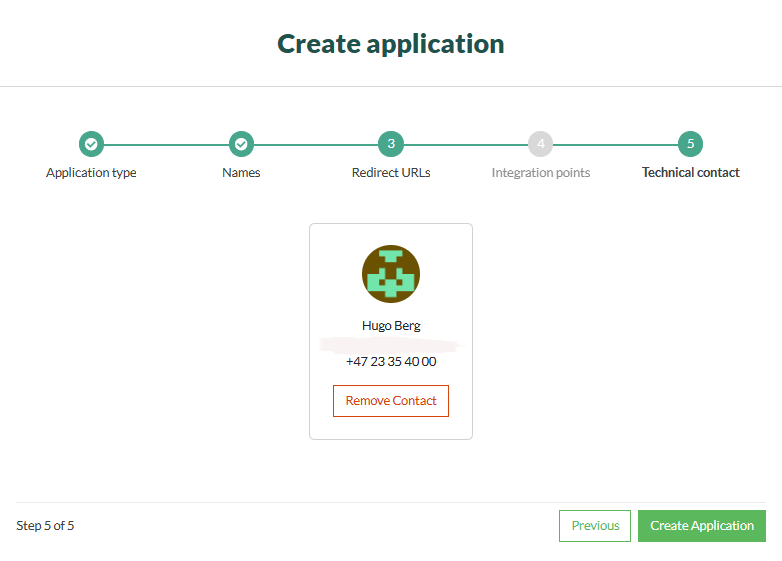 Create application
3
4
5
Application type
Names
Redirect URLs
Integration points
Technical contact
Hugo Berg
+47 23 35 40 00
Remove Contact
Step 5 of 5
Previous
Create Application